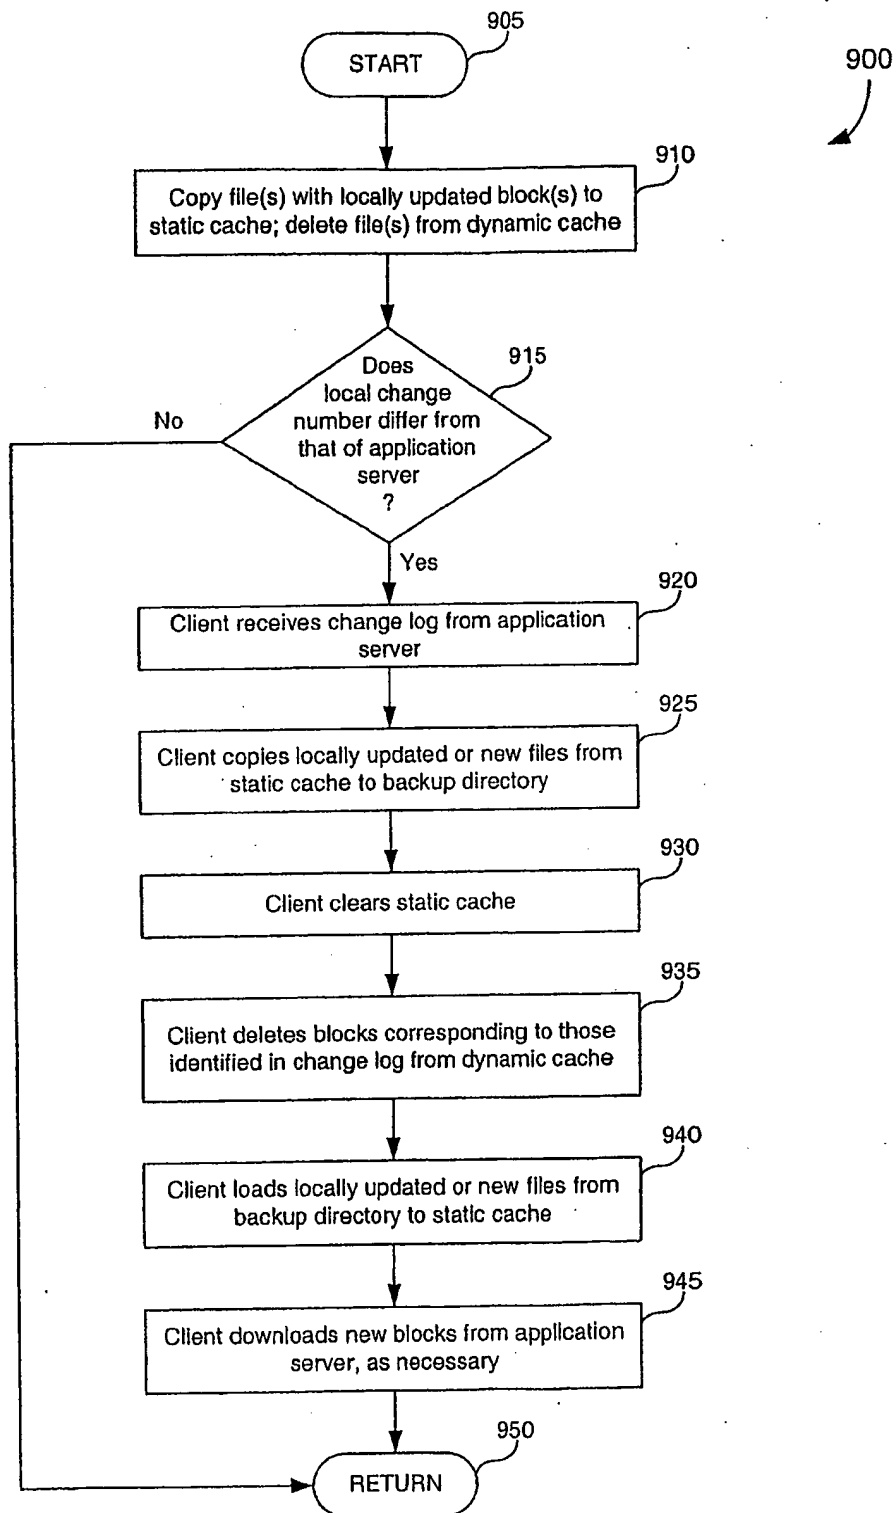 905
START
900
910
Copy file(s) with locally updated block(s) to
static cache; delete file(s) from dynamic cache
915
Does
local change
number differ from
that of application
server
?
No
Yes
920
Client receives change log from application
server
925
Client copies locally updated or new files from
static cache to backup directory
930
Client clears static cache
935
Client deletes blocks corresponding to those
identified in change log from dynamic cache
940
Client loads locally updated or new files from
backup directory to static cache
945
Client downloads new blocks from application
server, as necessary
950
RETURN